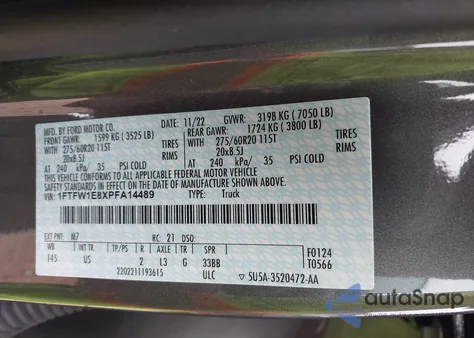 MFD. BY FORD MOTOR CO.
11/22 GVWR: 3198 KG (7050 LB)
FRONT GAWR: 1599 KG (3525 LB) REAR GAWR: 1724 KG (3800 LB)
275/60R20 115T TIRES 275/60R20 115T TIRES
20x8.5J RIMS 20x8.5J RIMS
AT 240 kPa/ 35 PSI COLD AT 240 kPa/ 35 PSI COLD
THIS VEHICLE CONFORMS TO ALL APPLICABLE FEDERAL MOTOR VEHICLE
SAFETY AND THEFT PREVENTION STANDARDS IN EFFECT ON THE DATE OF
MANUFACTURE SHOWN ABOVE.
VIN: 1FTFW1E8XPFA14489 TYPE: Truck
EXT PNT: M7 RC: 21 DSO: F0124
WB INT TR TP/PS R AXLE TR SPR T0566
145 US 2 L3 G 33BB
2202211193615 ULC 5U5A-3520472-AA
autoSnap